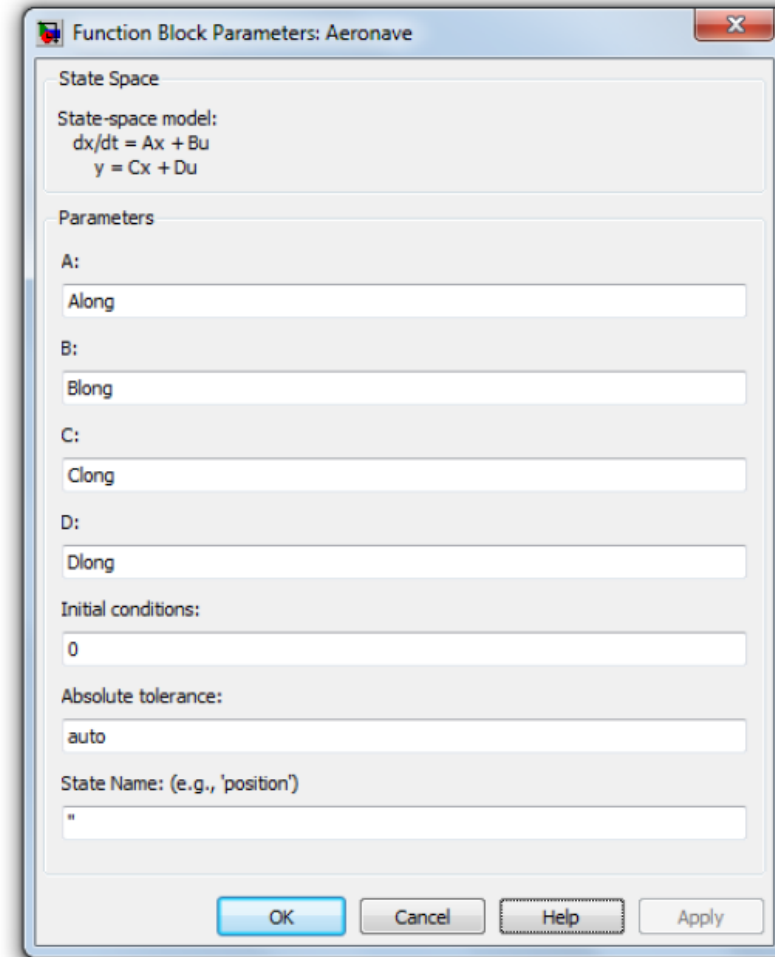 Function Block Parameters: Aeronave
State Space
State-space model:
dx/dt = Ax + Bu
y = Cx + Du
Parameters
A:
Along
B:
Blong
C:
Clong
D:
Dlong
Initial conditions:
0
Absolute tolerance:
auto
State Name: (e.g., 'position')
''
OK Cancel Help Apply